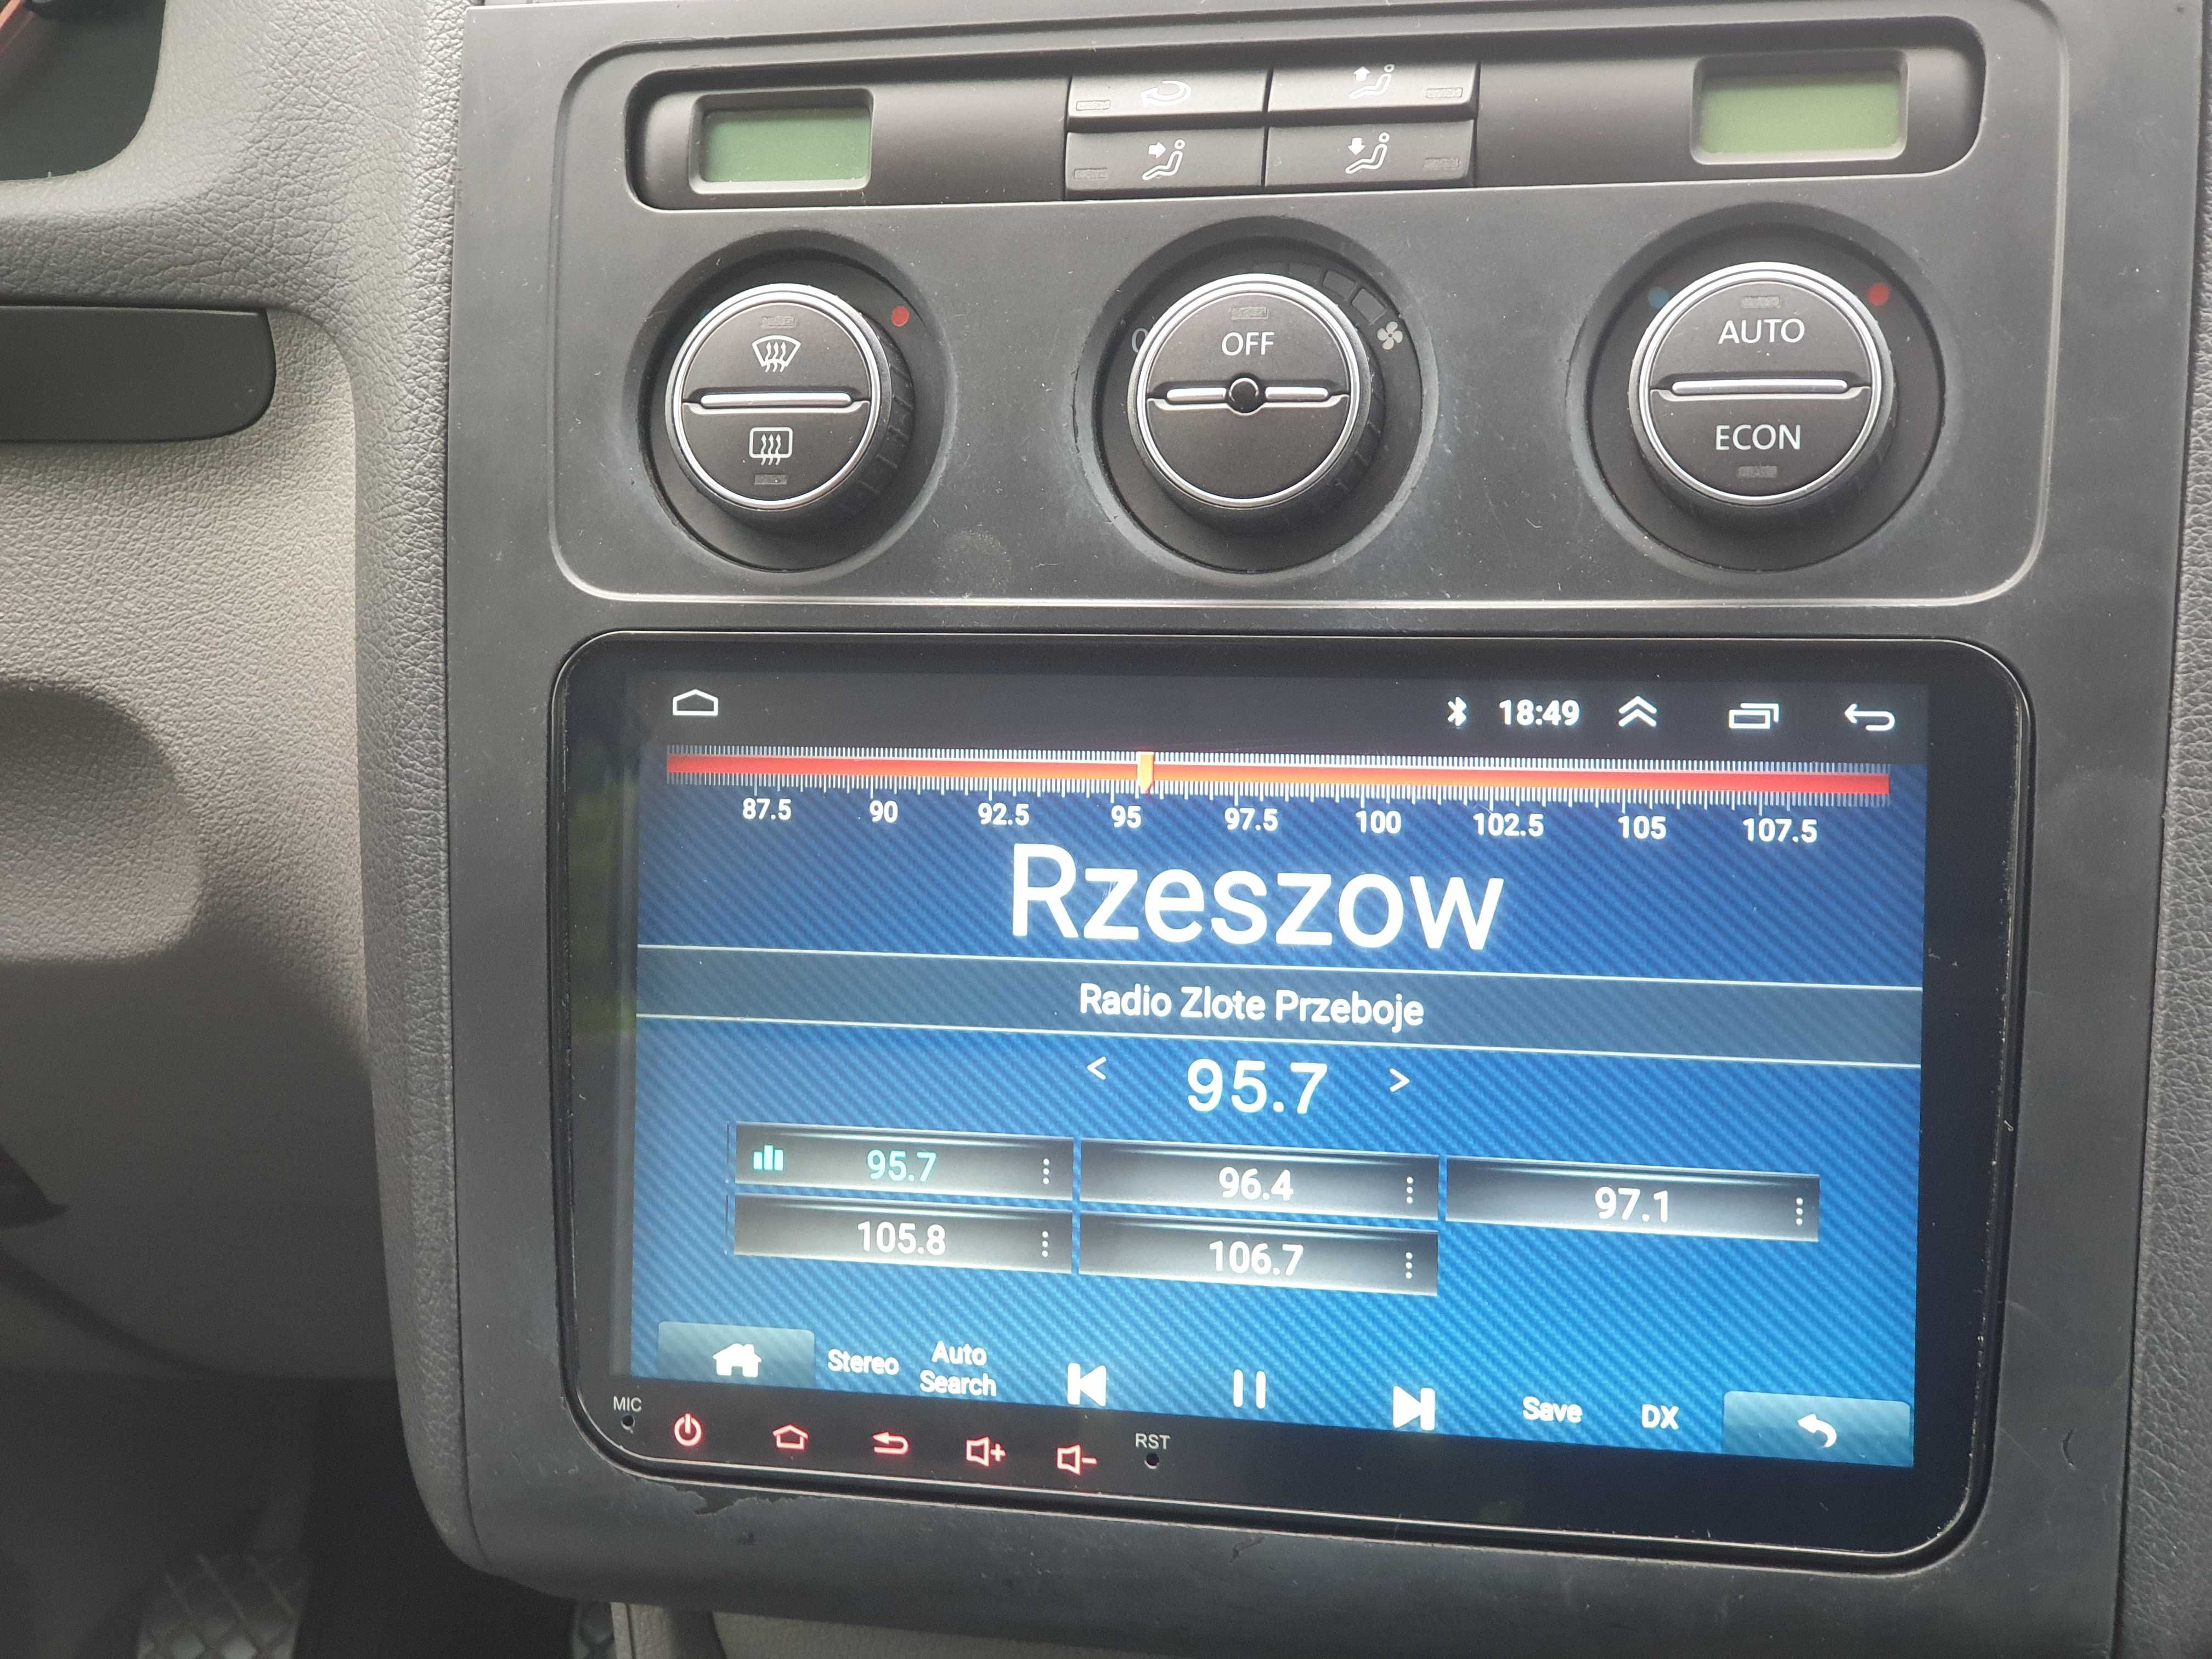 OFF
AUTO
ECON
18:49
87.5 90 92.5 95 97.5 100 102.5 105 107.5
Rzeszow
Radio Zlote Przeboje
< 95.7 >
95.7 96.4 97.1
105.8 106.7
Stereo Auto Search Save DX
MIC
RST